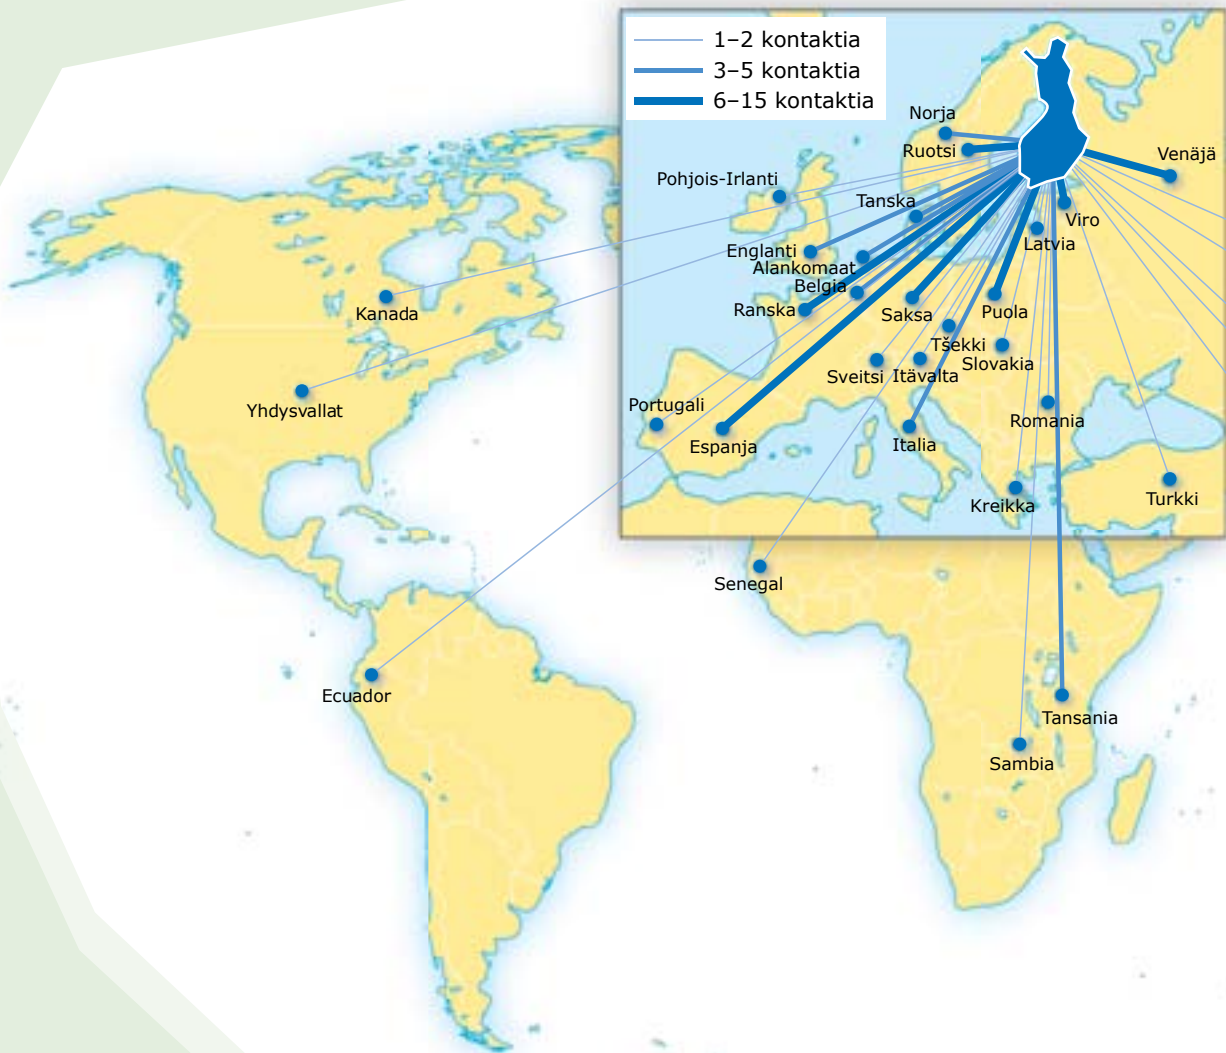 1–2 kontaktia
3–5 kontaktia
6–15 kontaktia
Norja
Ruotsi
Venäjä
Pohjois-Irlanti
Tanska
Viro
Latvia
Englanti
Alankomaat
Belgia
Ranska
Saksa
Puola
Kanada
Tšekki
Slovakia
Sveitsi
Itävalta
Yhdysvallat
Portugali
Romania
Espanja
Italia
Kreikka
Turkki
Senegal
Ecuador
Tansania
Sambia